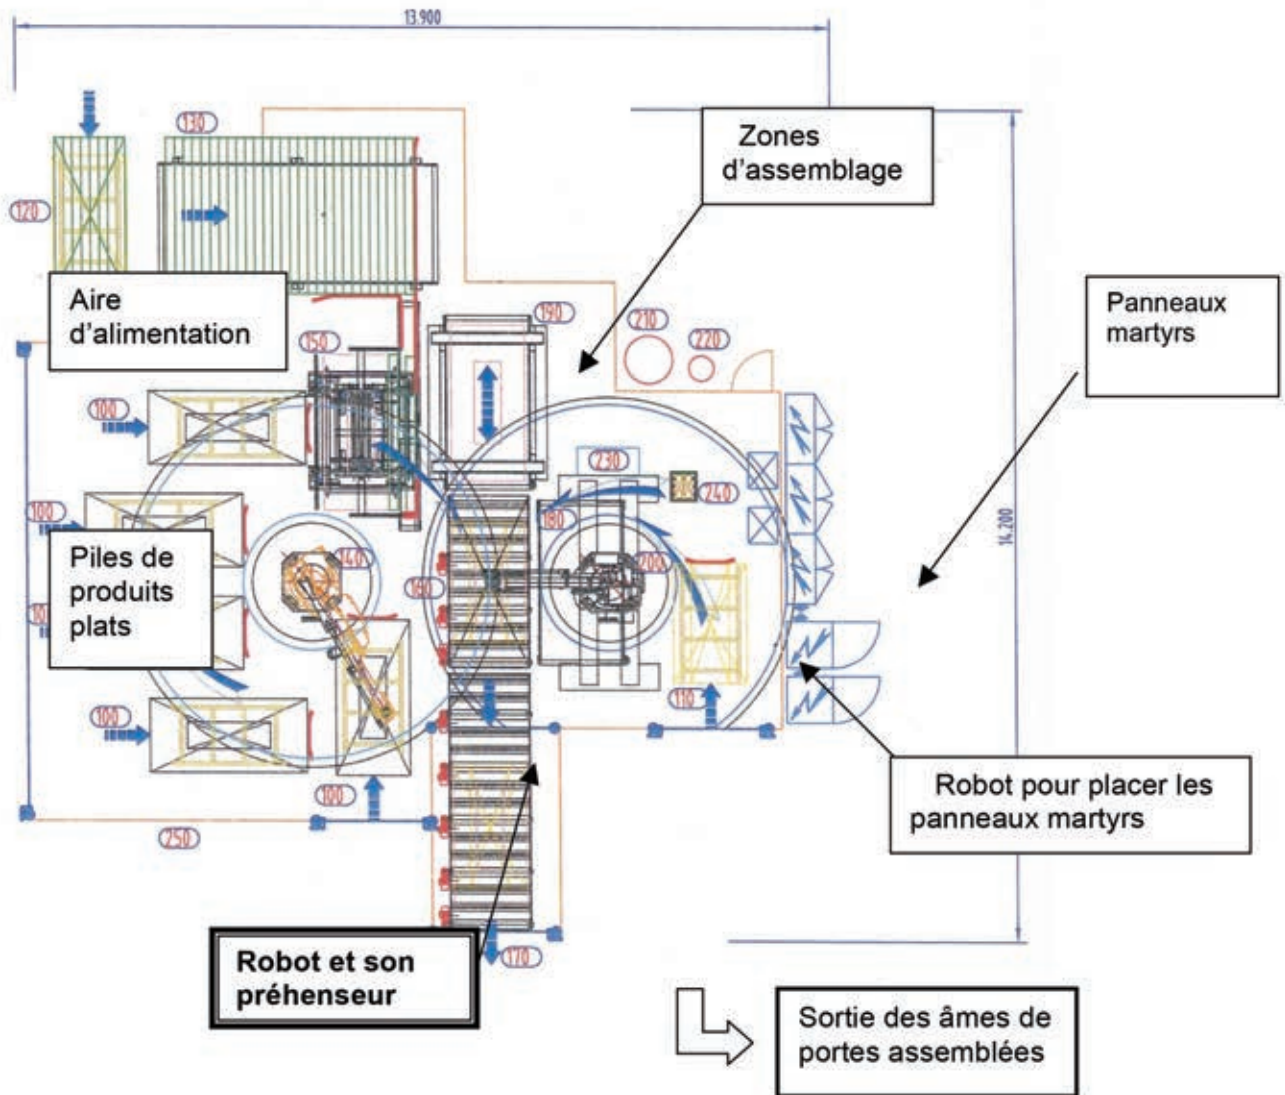 13.900
130
Zones
d'assemblage
120
Aire
d'alimentation
Panneaux
martyrs
190
210
220
150
100
230
240
100
180
14.200
Piles de
produits
plats
140
160
200
110
100
100
250
Robot pour placer les
panneaux martyrs
Robot et son
préhenseur
170
Sortie des âmes de
portes assemblées